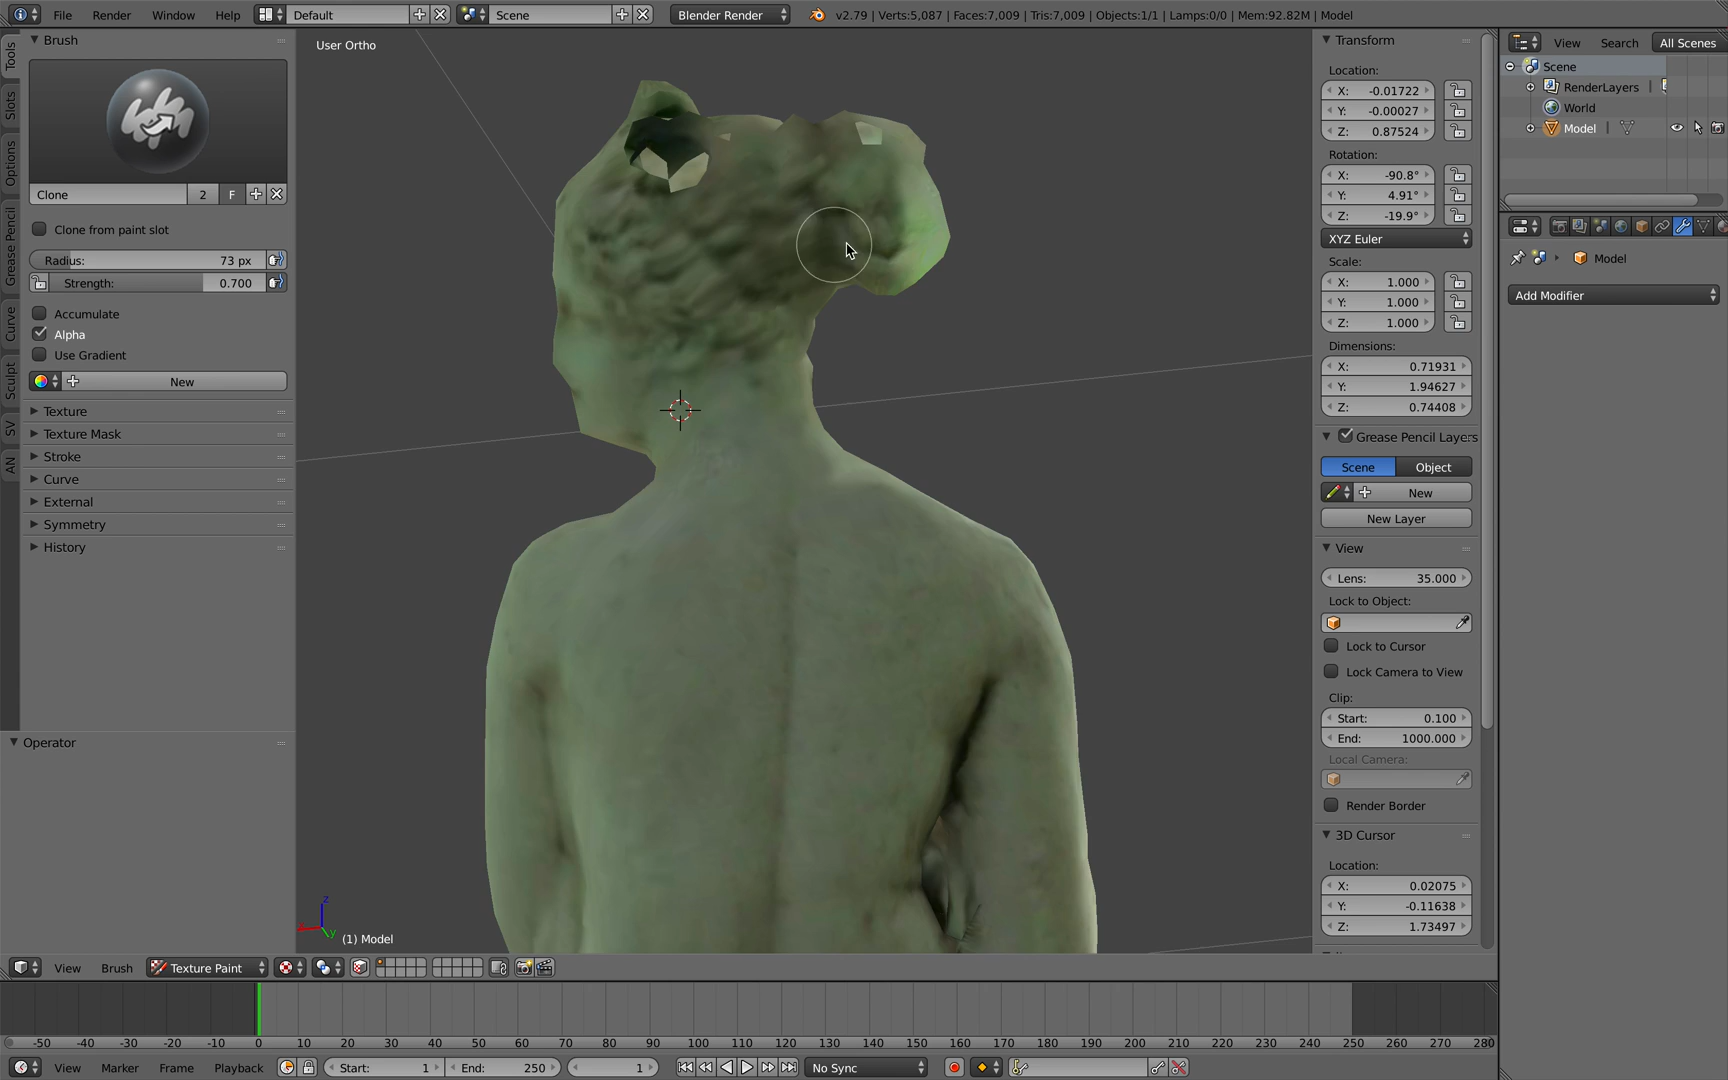 File Render Window Help Default Scene Blender Render v2.79 | Verts:5,087 | Faces:7,009 | Tris:7,009 | Objects:1/1 | Lamps:0/0 | Mem:92.82M | Model
Tools
Slots
Options
Grease Pencil
Curve
Sculpt
SV
AN
Brush
Clone 2 F
Clone from paint slot
Radius: 73 px
Strength: 0.700
Accumulate
Alpha
Use Gradient
New
Texture
Texture Mask
Stroke
Curve
External
Symmetry
History
Operator
User Ortho
z
x
y
(1) Model
Transform
Location:
X: -0.01722
Y: -0.00027
Z: 0.87524
Rotation:
X: -90.8°
Y: 4.91°
Z: -19.9°
XYZ Euler
Scale:
X: 1.000
Y: 1.000
Z: 1.000
Dimensions:
X: 0.71931
Y: 1.94627
Z: 0.74408
Grease Pencil Layers
Scene Object
New
New Layer
View
Lens: 35.000
Lock to Object:
Lock to Cursor
Lock Camera to View
Clip:
Start: 0.100
End: 1000.000
Local Camera:
Render Border
3D Cursor
Location:
X: 0.02075
Y: -0.11638
Z: 1.73497
View Search All Scenes
Scene
RenderLayers
World
Model
Model
Add Modifier
View Brush Texture Paint
-50 -40 -30 -20 -10 0 10 20 30 40 50 60 70 80 90 100 110 120 130 140 150 160 170 180 190 200 210 220 230 240 250 260 270 280
View Marker Frame Playback Start: 1 End: 250 1 No Sync